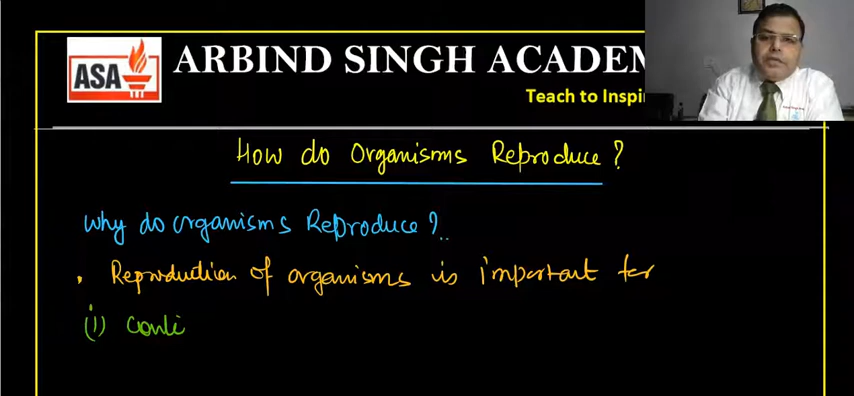 ASA
ARBIND SINGH ACADEM
Teach to Inspi
How do Organisms Reproduce?
Why do organisms Reproduce?
• Reproduction of organisms is important for
(i) conti